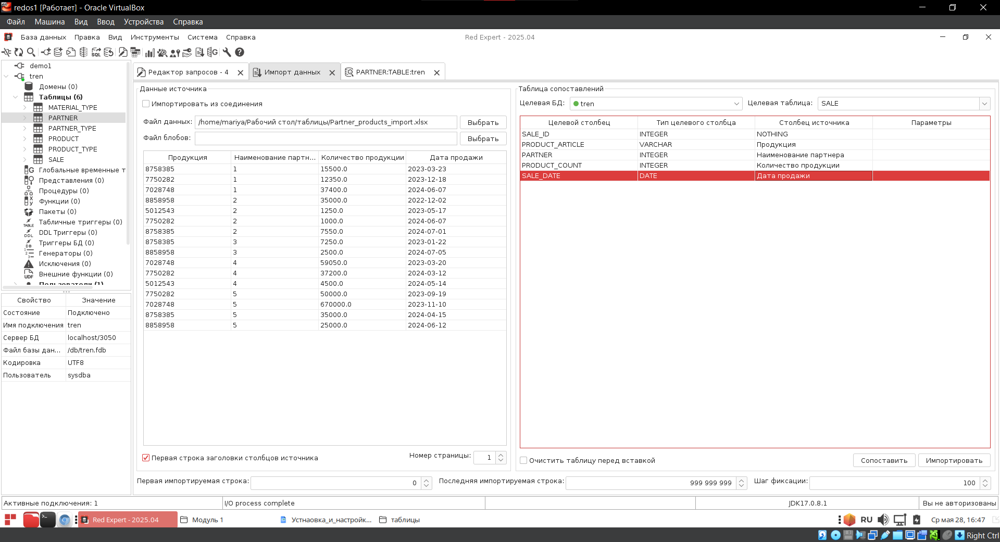 redos1 [Работает] - Oracle VirtualBox
Файл Машина Вид Ввод Устройства Справка
База данных Правка Вид Инструменты Система Справка
Red Expert - 2025.04
demo1
tren
Домены (0)
Таблицы (6)
MATERIAL_TYPE
PARTNER
PARTNER_TYPE
PRODUCT
PRODUCT_TYPE
SALE
Глобальные временные т
Представления (0)
Процедуры (0)
Функции (0)
Пакеты (0)
Табличные триггеры (0)
DDL Триггеры (0)
Триггеры БД (0)
Генераторы (0)
Исключения (0)
Внешние функции (0)
Пользователи (1)
Свойство Значение
Состояние Подключено
Имя подключения tren
Сервер БД localhost/3050
Файл базы дан... /db/tren.fdb
Кодировка UTF8
Пользователь sysdba
Редактор запросов - 4
Импорт данных
PARTNER:TABLE:tren
Данные источника
Импортировать из соединения
Файл данных: /home/mariya/Рабочий стол/таблицы/Partner_products_import.xlsx Выбрать
Файл блобов: Выбрать
Продукция Наименование партн... Количество продукции Дата продажи
8758385 1 15500.0 2023-03-23
7750282 1 12350.0 2023-12-18
7028748 1 37400.0 2024-06-07
8858958 2 35000.0 2022-12-02
5012543 2 1250.0 2023-05-17
7750282 2 1000.0 2024-06-07
8758385 2 7550.0 2024-07-01
8758385 3 7250.0 2023-01-22
8858958 3 2500.0 2024-07-05
7028748 4 59050.0 2023-03-20
7750282 4 37200.0 2024-03-12
5012543 4 4500.0 2024-05-14
7750282 5 50000.0 2023-09-19
7028748 5 670000.0 2023-11-10
8758385 5 35000.0 2024-04-15
8858958 5 25000.0 2024-06-12
Первая строка заголовки столбцов источника
Номер страницы: 1
Таблица сопоставлений
Целевая БД: tren Целевая таблица: SALE
Целевой столбец Тип целевого столбца Столбец источника Параметры
SALE_ID INTEGER NOTHING
PRODUCT_ARTICLE VARCHAR Продукция
PARTNER INTEGER Наименование партнера
PRODUCT_COUNT INTEGER Количество продукции
SALE_DATE DATE Дата продажи
Очистить таблицу перед вставкой
Сопоставить Импортировать
Первая импортируемая строка: 0 Последняя импортируемая строка: 999 999 999 Шаг фиксации: 100
Активные подключения: 1 I/O process complete JDK17.0.8.1 Вы не авторизованы
Red Expert - 2025.04 Модуль 1 Устнаовка_и_настройк... таблицы RU Ср мая 28, 16:47
Right Ctrl